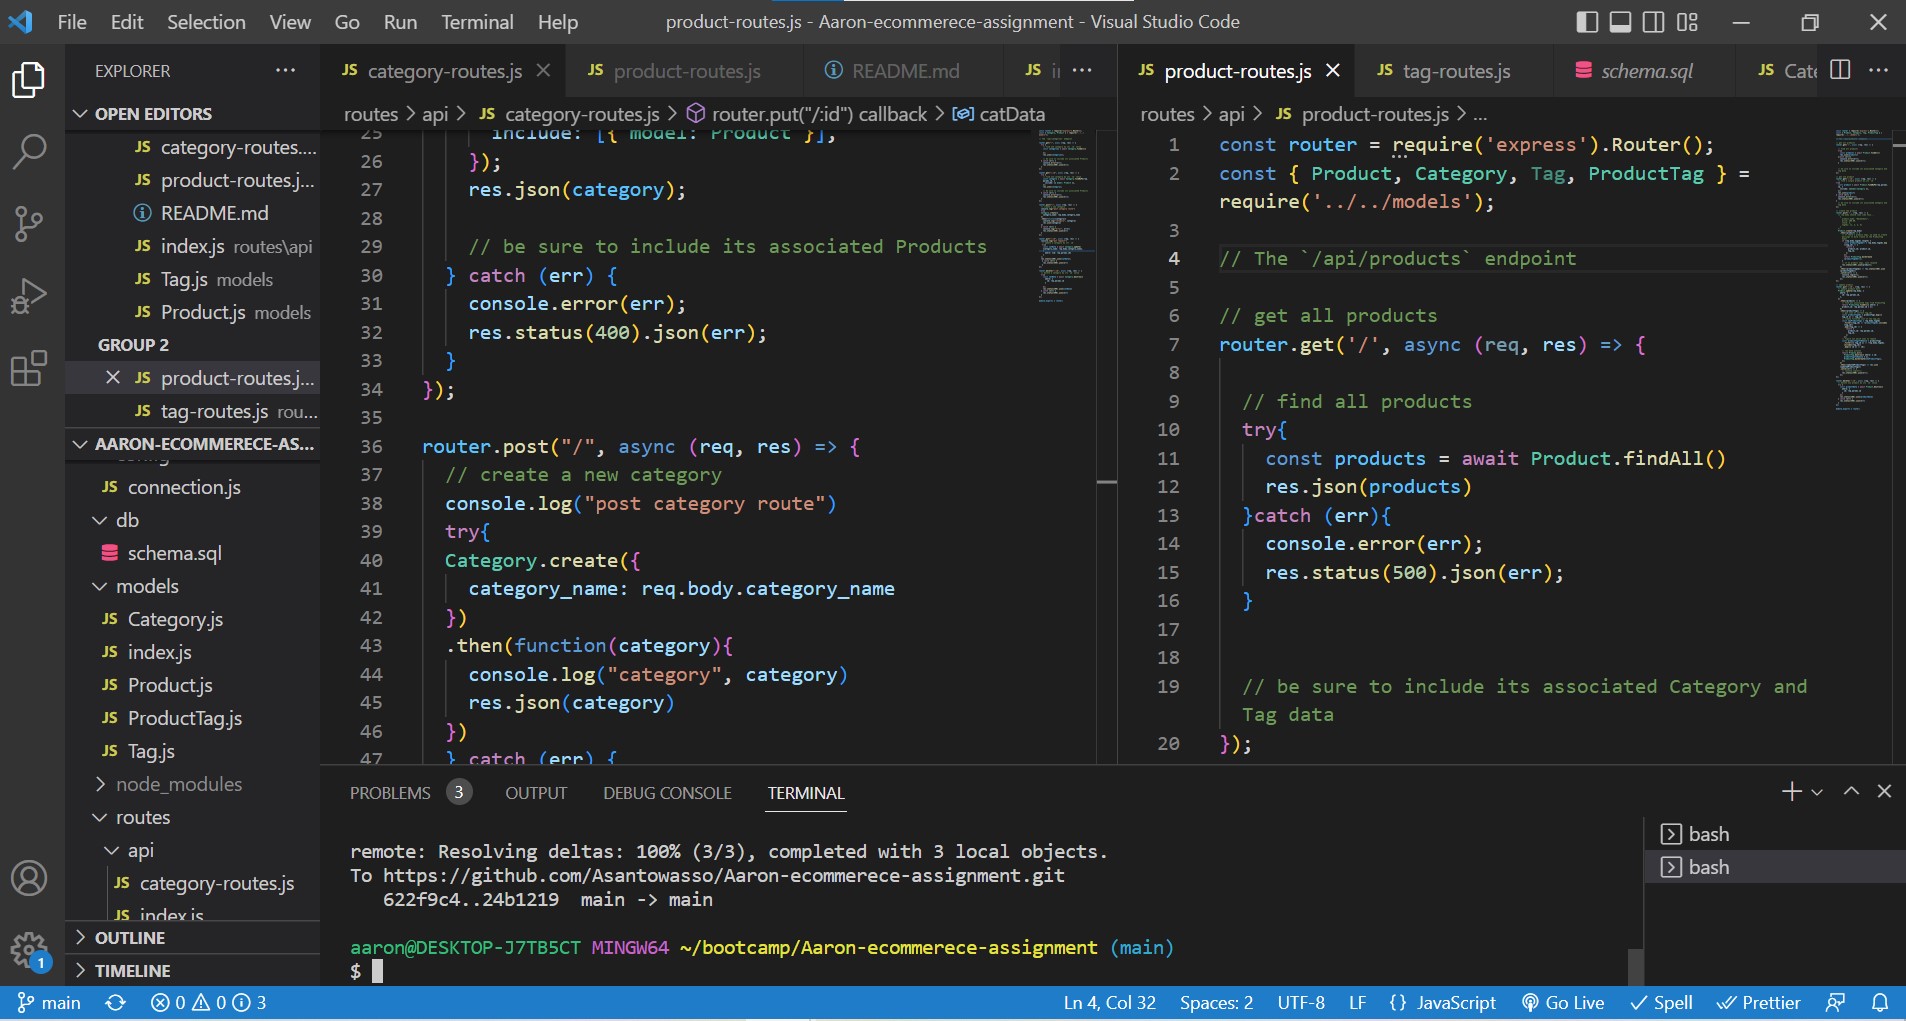 File Edit Selection View Go Run Terminal Help
product-routes.js - Aaron-ecommerece-assignment - Visual Studio Code
EXPLORER
OPEN EDITORS
JS category-routes....
JS product-routes.j...
README.md
JS index.js routes\api
JS Tag.js models
JS Product.js models
GROUP 2
JS product-routes.j...
JS tag-routes.js rou...
AARON-ECOMMERECE-AS...
JS connection.js
db
schema.sql
models
JS Category.js
JS index.js
JS Product.js
JS ProductTag.js
JS Tag.js
node_modules
routes
api
JS category-routes.js
JS index.js
OUTLINE
TIMELINE
1
JS category-routes.js
JS product-routes.js
README.md
JS
routes > api > JS category-routes.js > router.put("/:id") callback > catData
25 include: [{ model: Product }],
26 });
27 res.json(category);
28
29 // be sure to include its associated Products
30 } catch (err) {
31 console.error(err);
32 res.status(400).json(err);
33 }
34 });
35
36 router.post("/", async (req, res) => {
37 // create a new category
38 console.log("post category route")
39 try{
40 Category.create({
41 category_name: req.body.category_name
42 })
43 .then(function(category){
44 console.log("category", category)
45 res.json(category)
46 })
47 } catch (err) {
JS product-routes.js
JS tag-routes.js
schema.sql
JS Cate
routes > api > JS product-routes.js > ...
1 const router = require('express').Router();
2 const { Product, Category, Tag, ProductTag } =
require('../../models');
3
4 // The `/api/products` endpoint
5
6 // get all products
7 router.get('/', async (req, res) => {
8
9 // find all products
10 try{
11 const products = await Product.findAll()
12 res.json(products)
13 }catch (err){
14 console.error(err);
15 res.status(500).json(err);
16 }
17
18
19 // be sure to include its associated Category and
Tag data
20 });
PROBLEMS 3 OUTPUT DEBUG CONSOLE TERMINAL
remote: Resolving deltas: 100% (3/3), completed with 3 local objects.
To https://github.com/Asantowasso/Aaron-ecommerece-assignment.git
622f9c4..24b1219 main -> main
aaron@DESKTOP-J7TB5CT MINGW64 ~/bootcamp/Aaron-ecommerece-assignment (main)
$
bash
bash
main 0 0 3
Ln 4, Col 32 Spaces: 2 UTF-8 LF {} JavaScript Go Live Spell Prettier